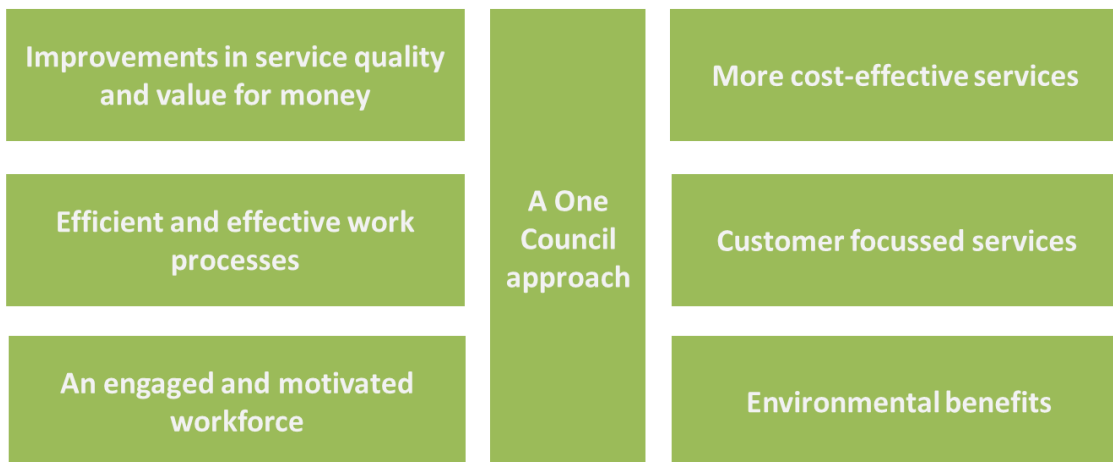 Improvements in service quality
and value for money
Efficient and effective work
processes
An engaged and motivated
workforce
A One
Council
approach
More cost-effective services
Customer focussed services
Environmental benefits